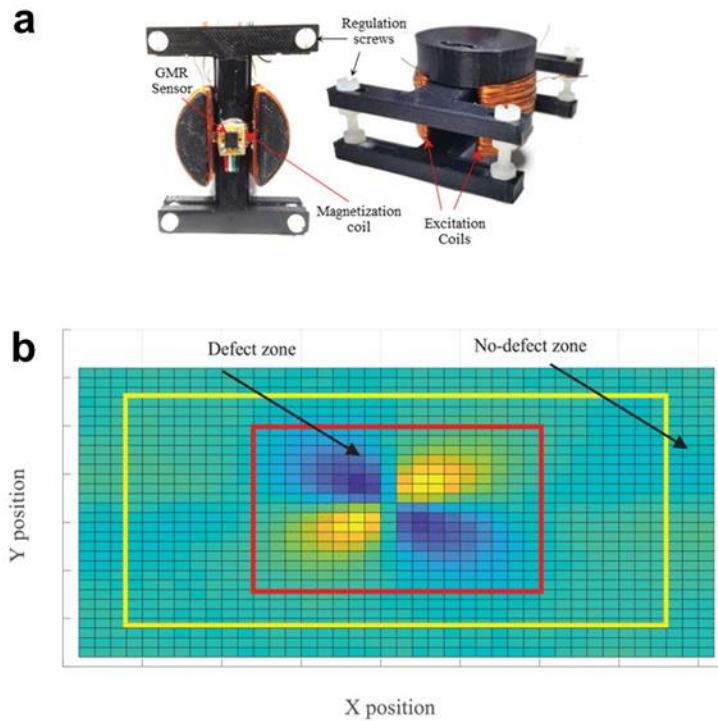 a
Regulation
screws
GMR
Sensor
Magnetization
coil
Excitation
Coils
b
Defect zone
No-defect zone
Y position
X position